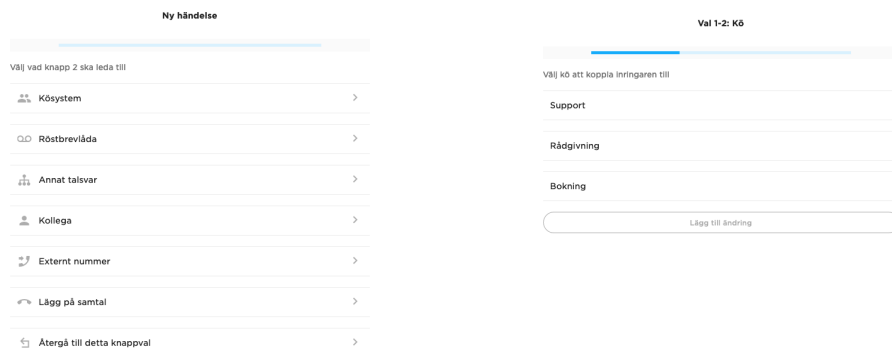 Ny händelse
Välj vad knapp 2 ska leda till
Kösystem
Röstbrevlåda
Annat talsvar
Kollega
Externt nummer
Lägg på samtal
Återgå till detta knappval
Val 1-2: Kö
Välj kö att koppla inringaren till
Support
Rådgivning
Bokning
Lägg till ändring